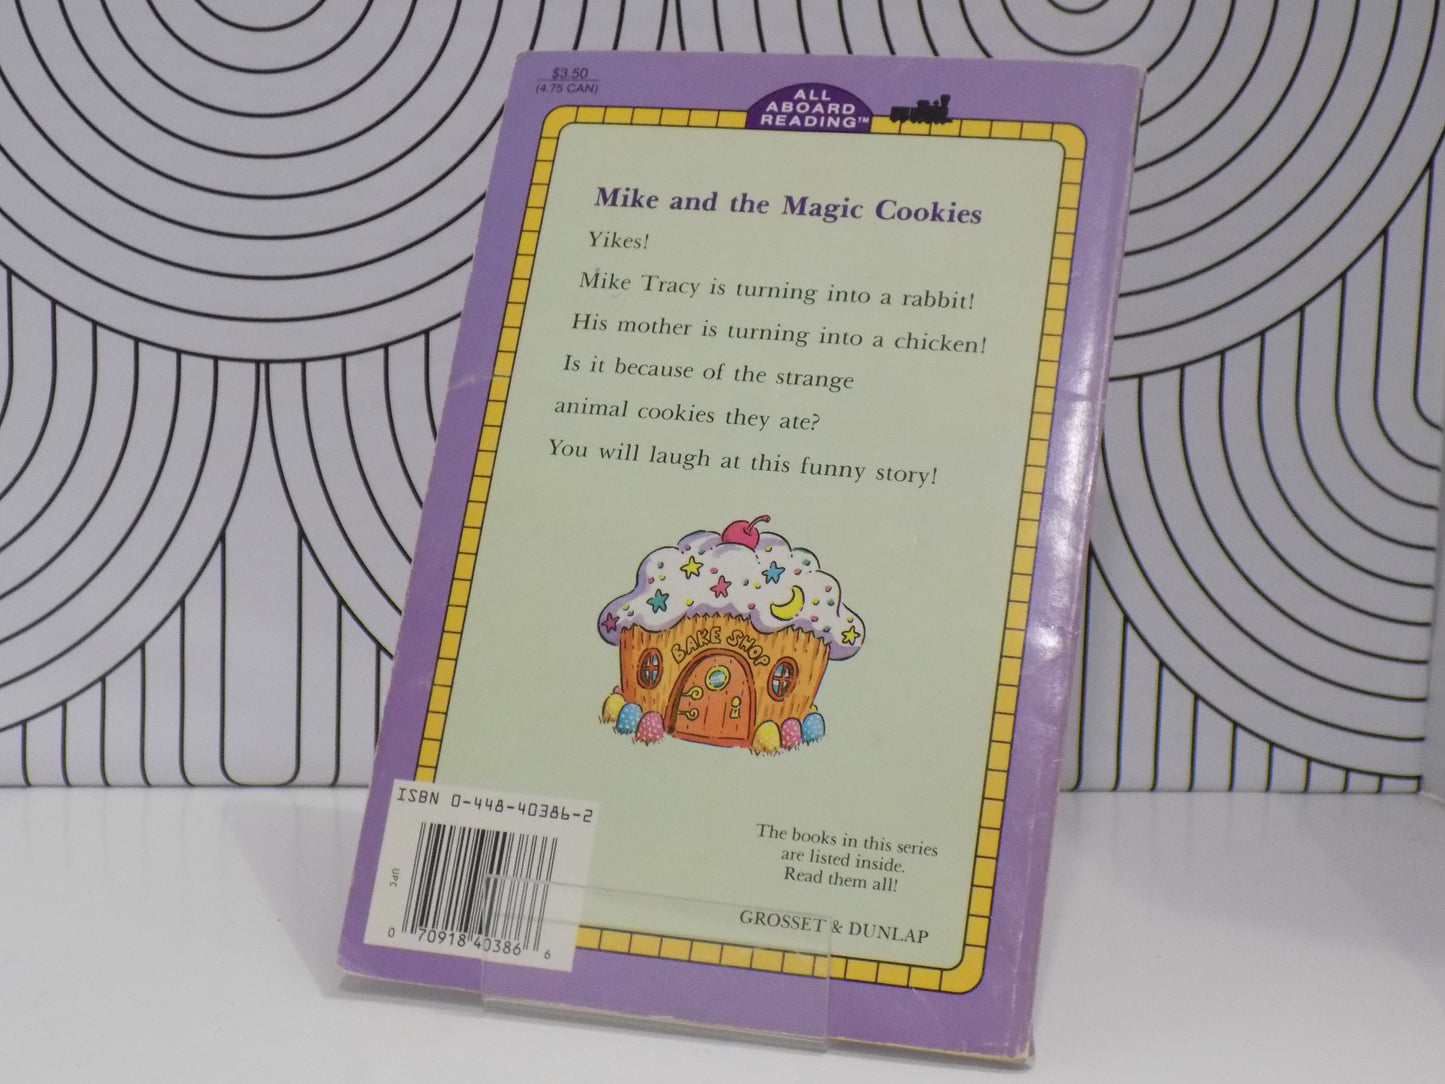 $3.50
(4.75 CAN)
ALL
ABOARD
READING™
Mike and the Magic Cookies
Yikes!
Mike Tracy is turning into a rabbit!
His mother is turning into a chicken!
Is it because of the strange
animal cookies they ate?
You will laugh at this funny story!
BAKE SHOP
ISBN 0-448-40386-2
UPC
0 70918 40386 6
The books in this series
are listed inside.
Read them all!
GROSSET & DUNLAP